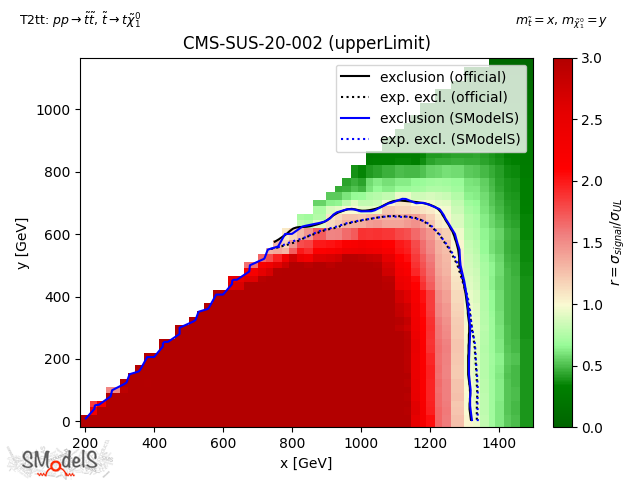 T2tt: pp → t̃t̃, t̃ → tχ̃₁⁰
m_t̃ = x, m_χ̃₁⁰ = y
CMS-SUS-20-002 (upperLimit)
exclusion (official)
exp. excl. (official)
exclusion (SModelS)
exp. excl. (SModelS)
1000
800
600
400
200
0
y [GeV]
200 400 600 800 1000 1200 1400
x [GeV]
3.0
2.5
2.0
1.5
1.0
0.5
0.0
r = σ_signal/σ_UL
SModelS